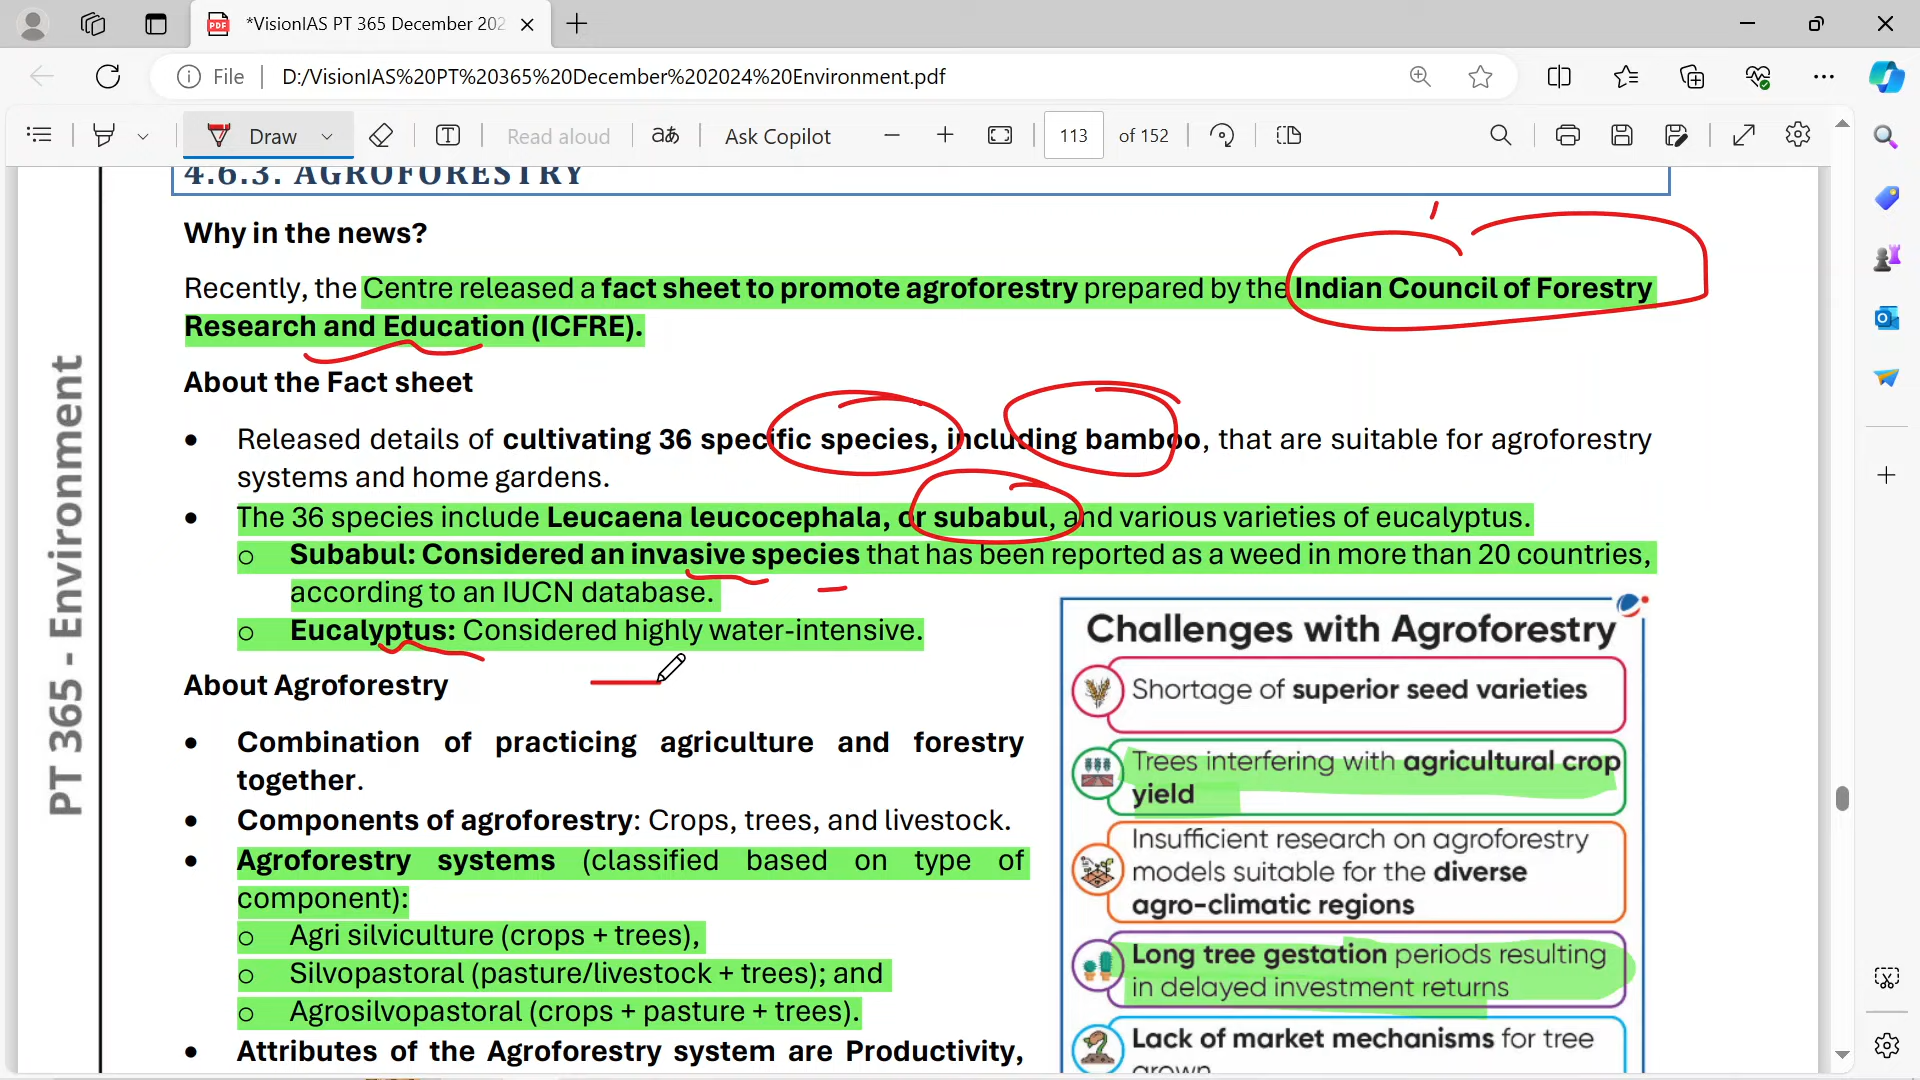 *VisionIAS PT 365 December 202
File
D:/VisionIAS%20PT%20365%20December%202024%20Environment.pdf
Draw
Read aloud
Ask Copilot
113
of 152
4.6.3. AGROFORESTRY
Why in the news?
Recently, the Centre released a fact sheet to promote agroforestry prepared by the Indian Council of Forestry
Research and Education (ICFRE).
About the Fact sheet
• Released details of cultivating 36 specific species, including bamboo, that are suitable for agroforestry
systems and home gardens.
• The 36 species include Leucaena leucocephala, or subabul, and various varieties of eucalyptus.
o Subabul: Considered an invasive species that has been reported as a weed in more than 20 countries,
according to an IUCN database.
o Eucalyptus: Considered highly water-intensive.
About Agroforestry
• Combination of practicing agriculture and forestry
together.
• Components of agroforestry: Crops, trees, and livestock.
• Agroforestry systems (classified based on type of
component):
o Agri silviculture (crops + trees),
o Silvopastoral (pasture/livestock + trees); and
o Agrosilvopastoral (crops + pasture + trees).
• Attributes of the Agroforestry system are Productivity,
Challenges with Agroforestry
Shortage of superior seed varieties
Trees interfering with agricultural crop
yield
Insufficient research on agroforestry
models suitable for the diverse
agro-climatic regions
Long tree gestation periods resulting
in delayed investment returns
Lack of market mechanisms for tree
grown
PT 365 - Environment